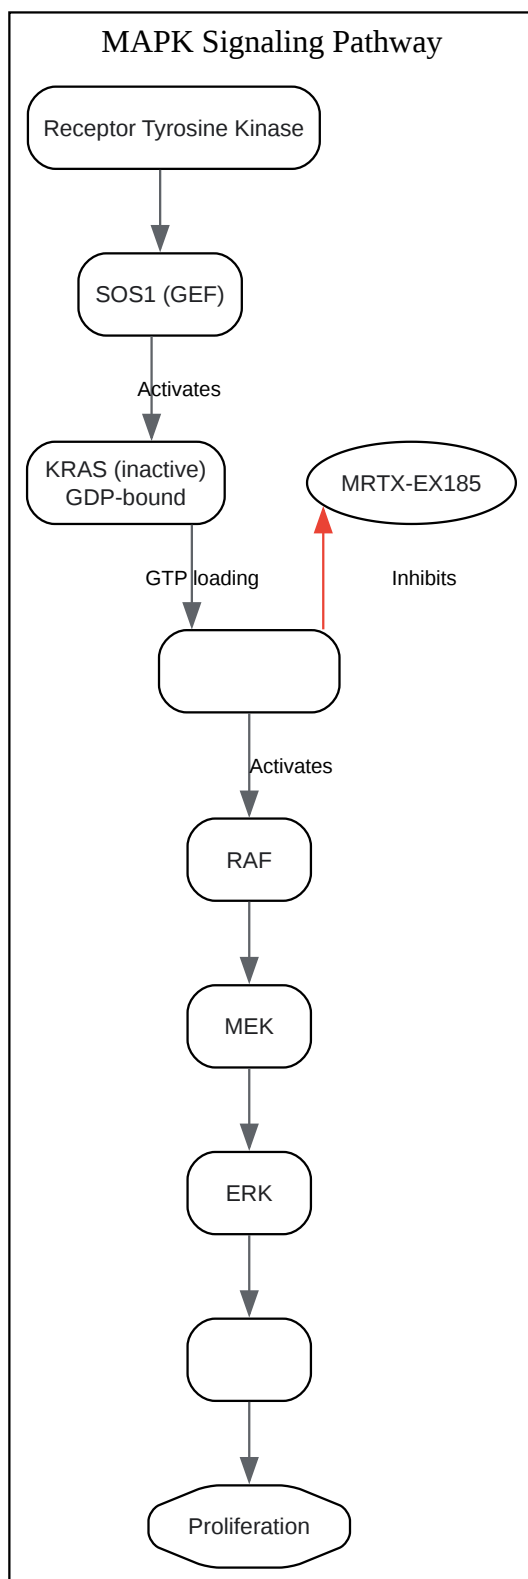 MAPK Signaling Pathway
Receptor Tyrosine Kinase
SOS1 (GEF)
Activates
KRAS (inactive)
GDP-bound
MRTX-EX185
GTP loading
Inhibits
Activates
RAF
MEK
ERK
Proliferation